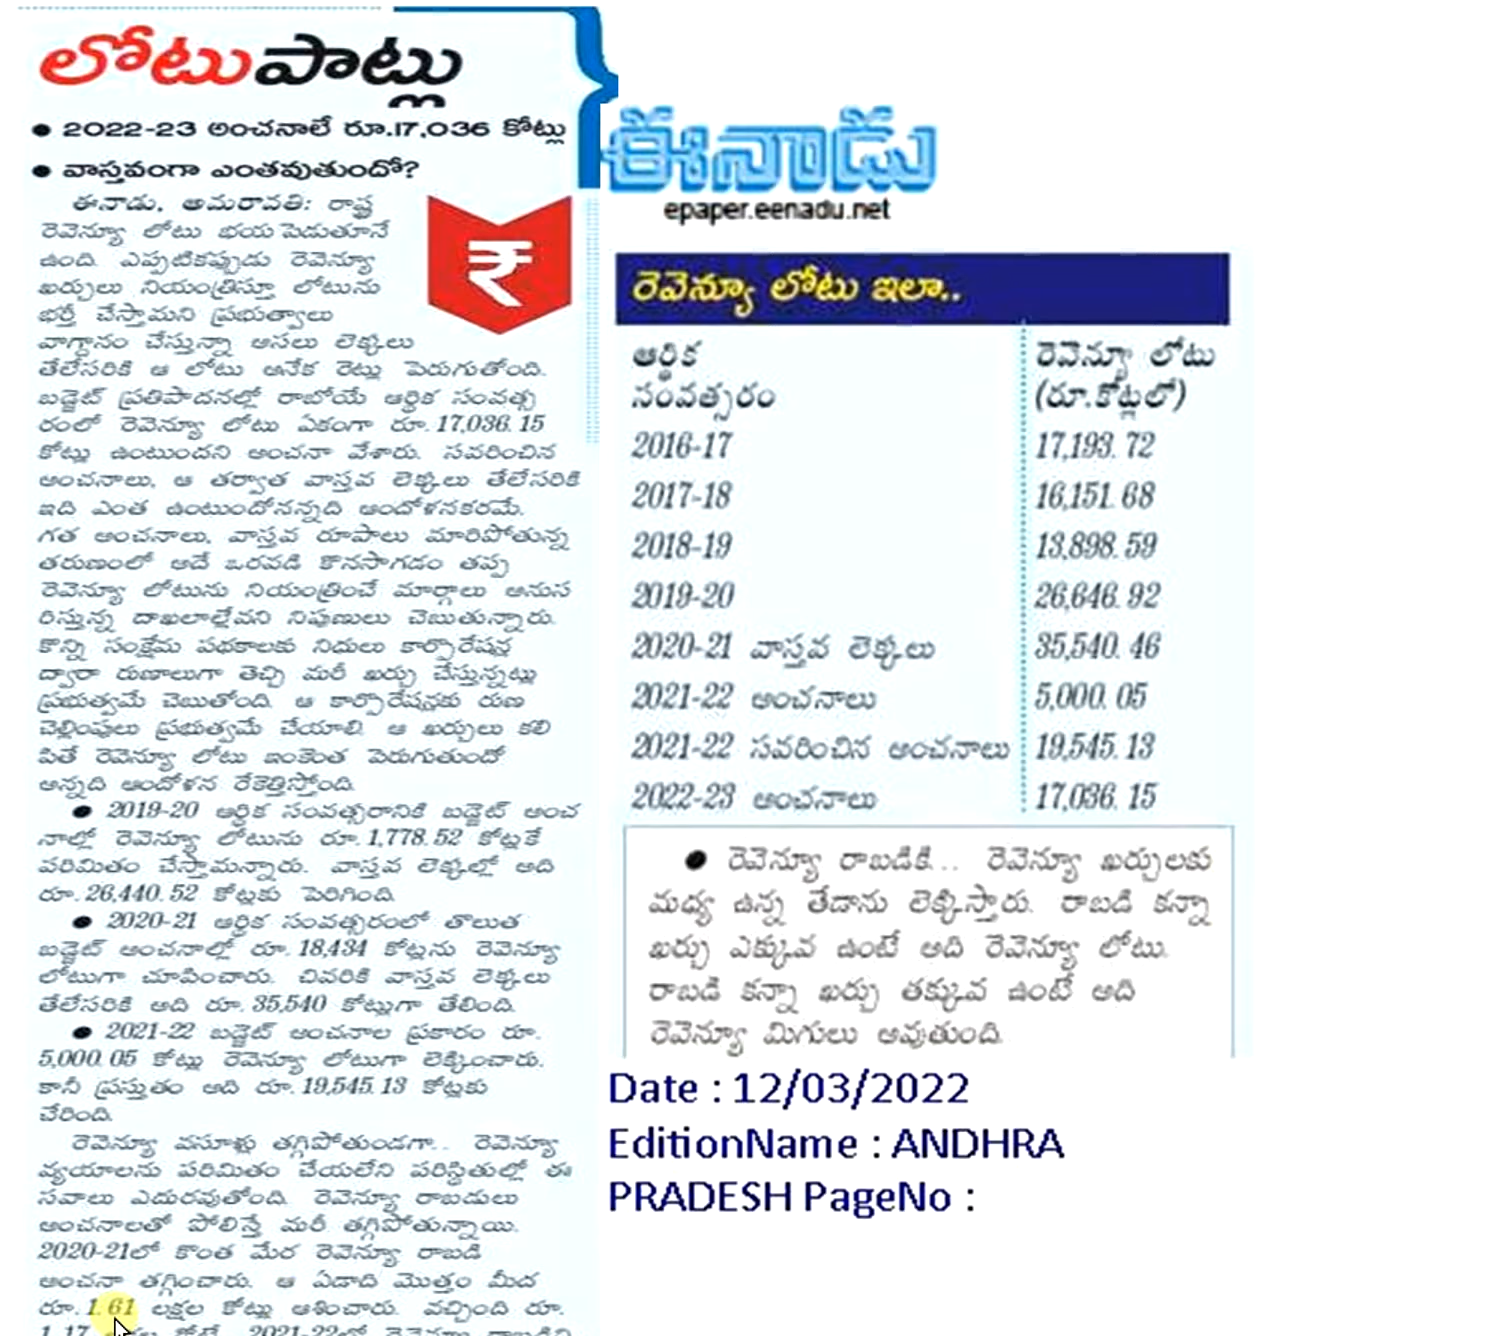 లోటుపాట్లు
● 2022-23 అంచనాలే రూ.17,036 కోట్లు
● వాస్తవంగా ఎంతవుతుందో?
ఈనాడు, అమరావతి: రాష్ట్ర
రెవెన్యూ లోటు భయపెడుతూనే
ఉంది. ఎప్పటికప్పుడు రెవెన్యూ
ఖర్చులు నియంత్రిస్తూ లోటును
భర్తీ చేస్తామని ప్రభుత్వాలు
వాగ్దానం చేస్తున్నా అసలు లెక్కలు
తేలేసరికి ఆ లోటు అనేక రెట్లు పెరుగుతోంది.
బడ్జెట్ ప్రతిపాదనల్లో రాబోయే ఆర్థిక సంవత్స
రంలో రెవెన్యూ లోటు ఏకంగా రూ.17,036.15
కోట్లు ఉంటుందని అంచనా వేశారు. సవరించిన
అంచనాలు, ఆ తర్వాత వాస్తవ లెక్కలు తేలేసరికి
ఇది ఎంత ఉంటుందోనన్నది ఆందోళనకరమే.
గత అంచనాలు, వాస్తవ రూపాలు మారిపోతున్న
తరుణంలో అదే ఒరవడి కొనసాగడం తప్ప
రెవెన్యూ లోటును నియంత్రించే మార్గాలు అనుస
రిస్తున్న దాఖలాల్లేవని నిపుణులు చెబుతున్నారు.
కొన్ని సంక్షేమ పథకాలకు నిధులు కార్పొరేషన్ల
ద్వారా రుణాలుగా తెచ్చి మరీ ఖర్చు చేస్తున్నట్లు
ప్రభుత్వమే చెబుతోంది. ఆ కార్పొరేషన్లకు రుణ
చెల్లింపులు ప్రభుత్వమే చేయాలి. ఆ ఖర్చులు కలి
పితే రెవెన్యూ లోటు ఇంకెంత పెరుగుతుందో
అన్నది ఆందోళన రేకెత్తిస్తోంది.
● 2019-20 ఆర్థిక సంవత్సరానికి బడ్జెట్ అంచ
నాల్లో రెవెన్యూ లోటును రూ.1,778.52 కోట్లకే
పరిమితం చేస్తామన్నారు. వాస్తవ లెక్కల్లో అది
రూ.26,440.52 కోట్లకు పెరిగింది.
● 2020-21 ఆర్థిక సంవత్సరంలో తొలుత
బడ్జెట్ అంచనాల్లో రూ.18,434 కోట్లను రెవెన్యూ
లోటుగా చూపించారు. చివరికి వాస్తవ లెక్కలు
తేలేసరికి అది రూ.35,540 కోట్లుగా తేలింది.
● 2021-22 బడ్జెట్ అంచనాల ప్రకారం రూ.
5,000.05 కోట్లు రెవెన్యూ లోటుగా లెక్కించారు.
కానీ ప్రస్తుతం అది రూ.19,545.13 కోట్లకు
చేరింది.
రెవెన్యూ వసూళ్లు తగ్గిపోతుండగా.. రెవెన్యూ
వ్యయాలను పరిమితం చేయలేని పరిస్థితుల్లో ఈ
సవాలు ఎదురవుతోంది. రెవెన్యూ రాబడులు
అంచనాలతో పోలిస్తే మరీ తగ్గిపోతున్నాయి.
2020-21లో కొంత మేర రెవెన్యూ రాబడి
అంచనా తగ్గించారు. ఆ ఏడాది మొత్తం మీద
రూ.1.61 లక్షల కోట్లు ఆశించారు. వచ్చింది రూ.
ఈనాడు
epaper.eenadu.net
రెవెన్యూ లోటు ఇలా..
ఆర్థిక రెవెన్యూ లోటు
సంవత్సరం (రూ.కోట్లలో)
2016-17 17,193.72
2017-18 16,151.68
2018-19 13,898.59
2019-20 26,646.92
2020-21 వాస్తవ లెక్కలు 35,540.46
2021-22 అంచనాలు 5,000.05
2021-22 సవరించిన అంచనాలు 19,545.13
2022-23 అంచనాలు 17,036.15
● రెవెన్యూ రాబడికి... రెవెన్యూ ఖర్చులకు
మధ్య ఉన్న తేడాను లెక్కిస్తారు. రాబడి కన్నా
ఖర్చు ఎక్కువ ఉంటే అది రెవెన్యూ లోటు.
రాబడి కన్నా ఖర్చు తక్కువ ఉంటే అది
రెవెన్యూ మిగులు అవుతుంది.
Date : 12/03/2022
EditionName : ANDHRA
PRADESH PageNo :